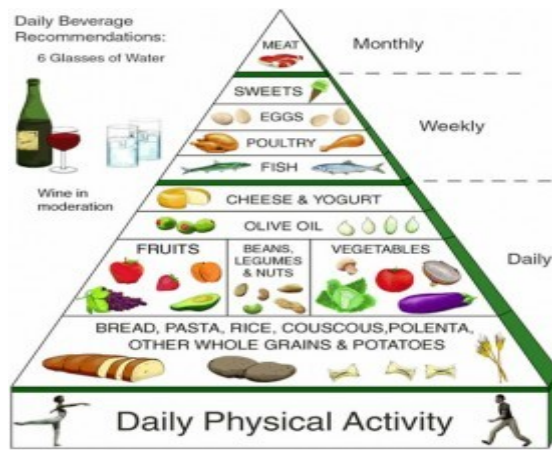 Daily Beverage
Recommendations:
6 Glasses of Water
Wine in
moderation
MEAT
Monthly
SWEETS
EGGS
POULTRY
FISH
Weekly
CHEESE & YOGURT
OLIVE OIL
FRUITS
BEANS,
LEGUMES
& NUTS
VEGETABLES
Daily
BREAD, PASTA, RICE, COUSCOUS,POLENTA,
OTHER WHOLE GRAINS & POTATOES
Daily Physical Activity